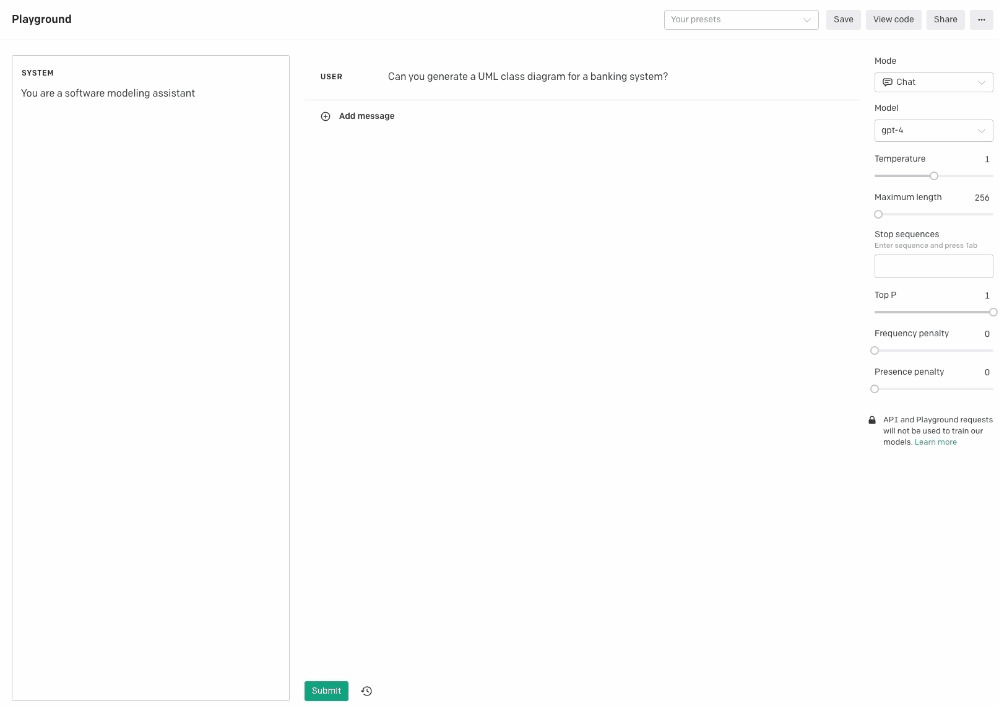 Playground
Your presets
Save
View code
Share
...
SYSTEM
You are a software modeling assistant
USER
Can you generate a UML class diagram for a banking system?
Add message
Submit
Mode
Chat
Model
gpt-4
Temperature 1
Maximum length 256
Stop sequences
Enter sequence and press Tab
Top P 1
Frequency penalty 0
Presence penalty 0
API and Playground requests
will not be used to train our
models. Learn more